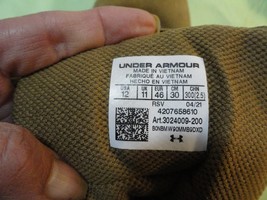 UNDER ARMOUR
MADE IN VIETNAM
FABRIQUÉ AU VIETNAM
HECHO EN VIETNAM
USA UK EUR CM CHN
12 11 46 30 300(2.5)
RSV 04/21
4207658610
Art.3024009-200